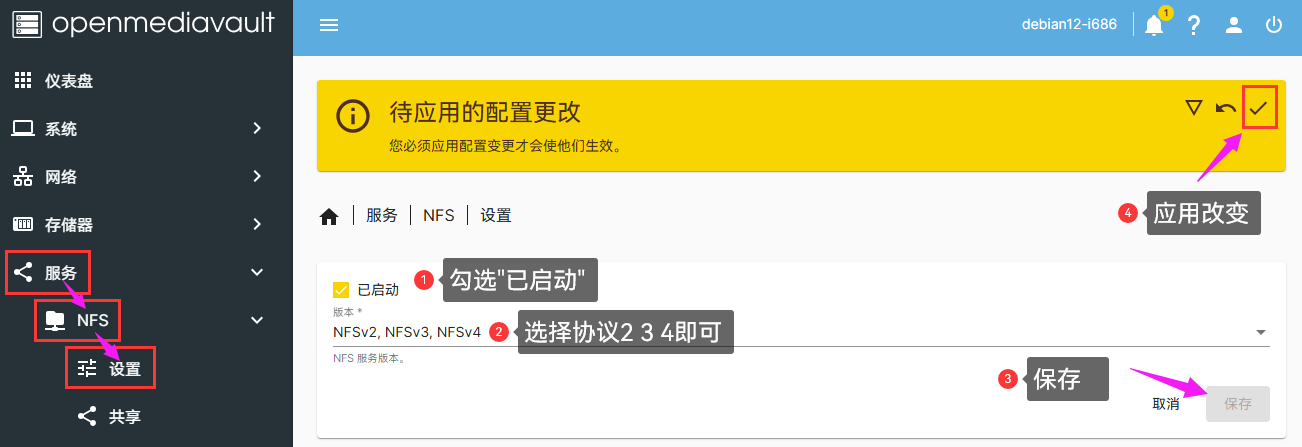 openmediavault
debian12-i686
1
仪表盘
系统
网络
存储器
服务
NFS
设置
共享
待应用的配置更改
您必须应用配置变更才会使他们生效。
4 应用改变
服务 NFS 设置
已启动
1 勾选"已启动"
版本 *
NFSv2, NFSv3, NFSv4
2 选择协议2 3 4即可
NFS 服务版本。
3 保存
取消 保存